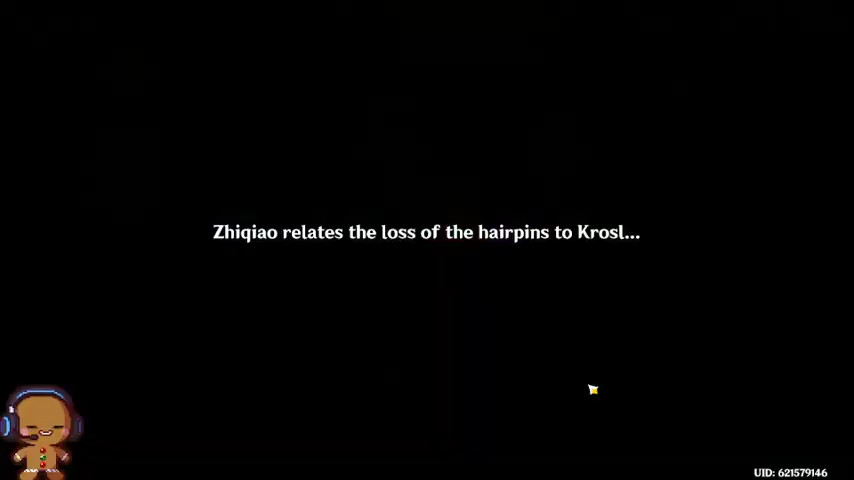 Zhiqiao relates the loss of the hairpins to Krosl...
UID: 621579146